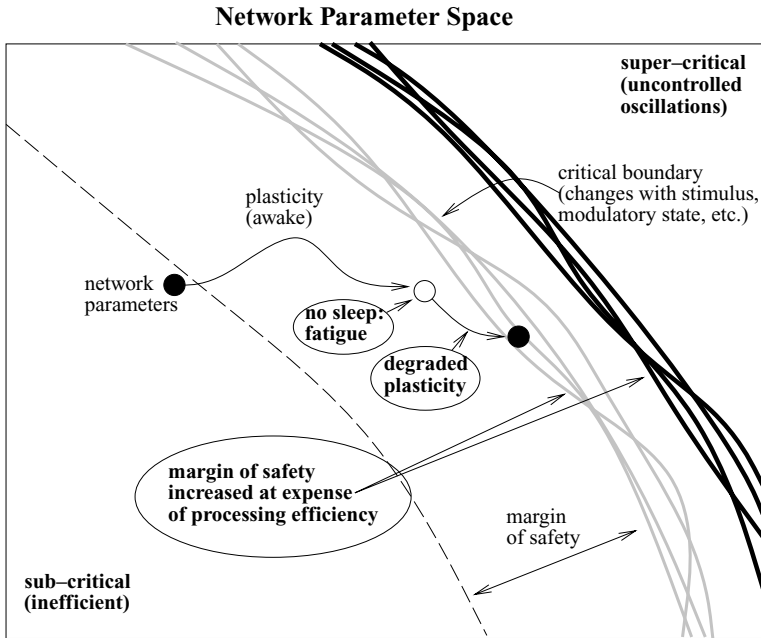 Network Parameter Space
super–critical
(uncontrolled
oscillations)
critical boundary
(changes with stimulus,
modulatory state, etc.)
plasticity
(awake)
network
parameters
no sleep:
fatigue
degraded
plasticity
margin of safety
increased at expense
of processing efficiency
margin
of safety
sub–critical
(inefficient)